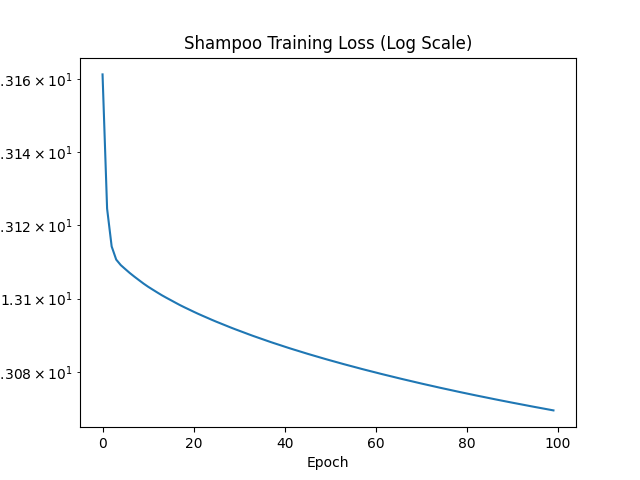 Shampoo Training Loss (Log Scale)
.316 × 10¹
.314 × 10¹
.312 × 10¹
1.31 × 10¹
.308 × 10¹
0 20 40 60 80 100
Epoch